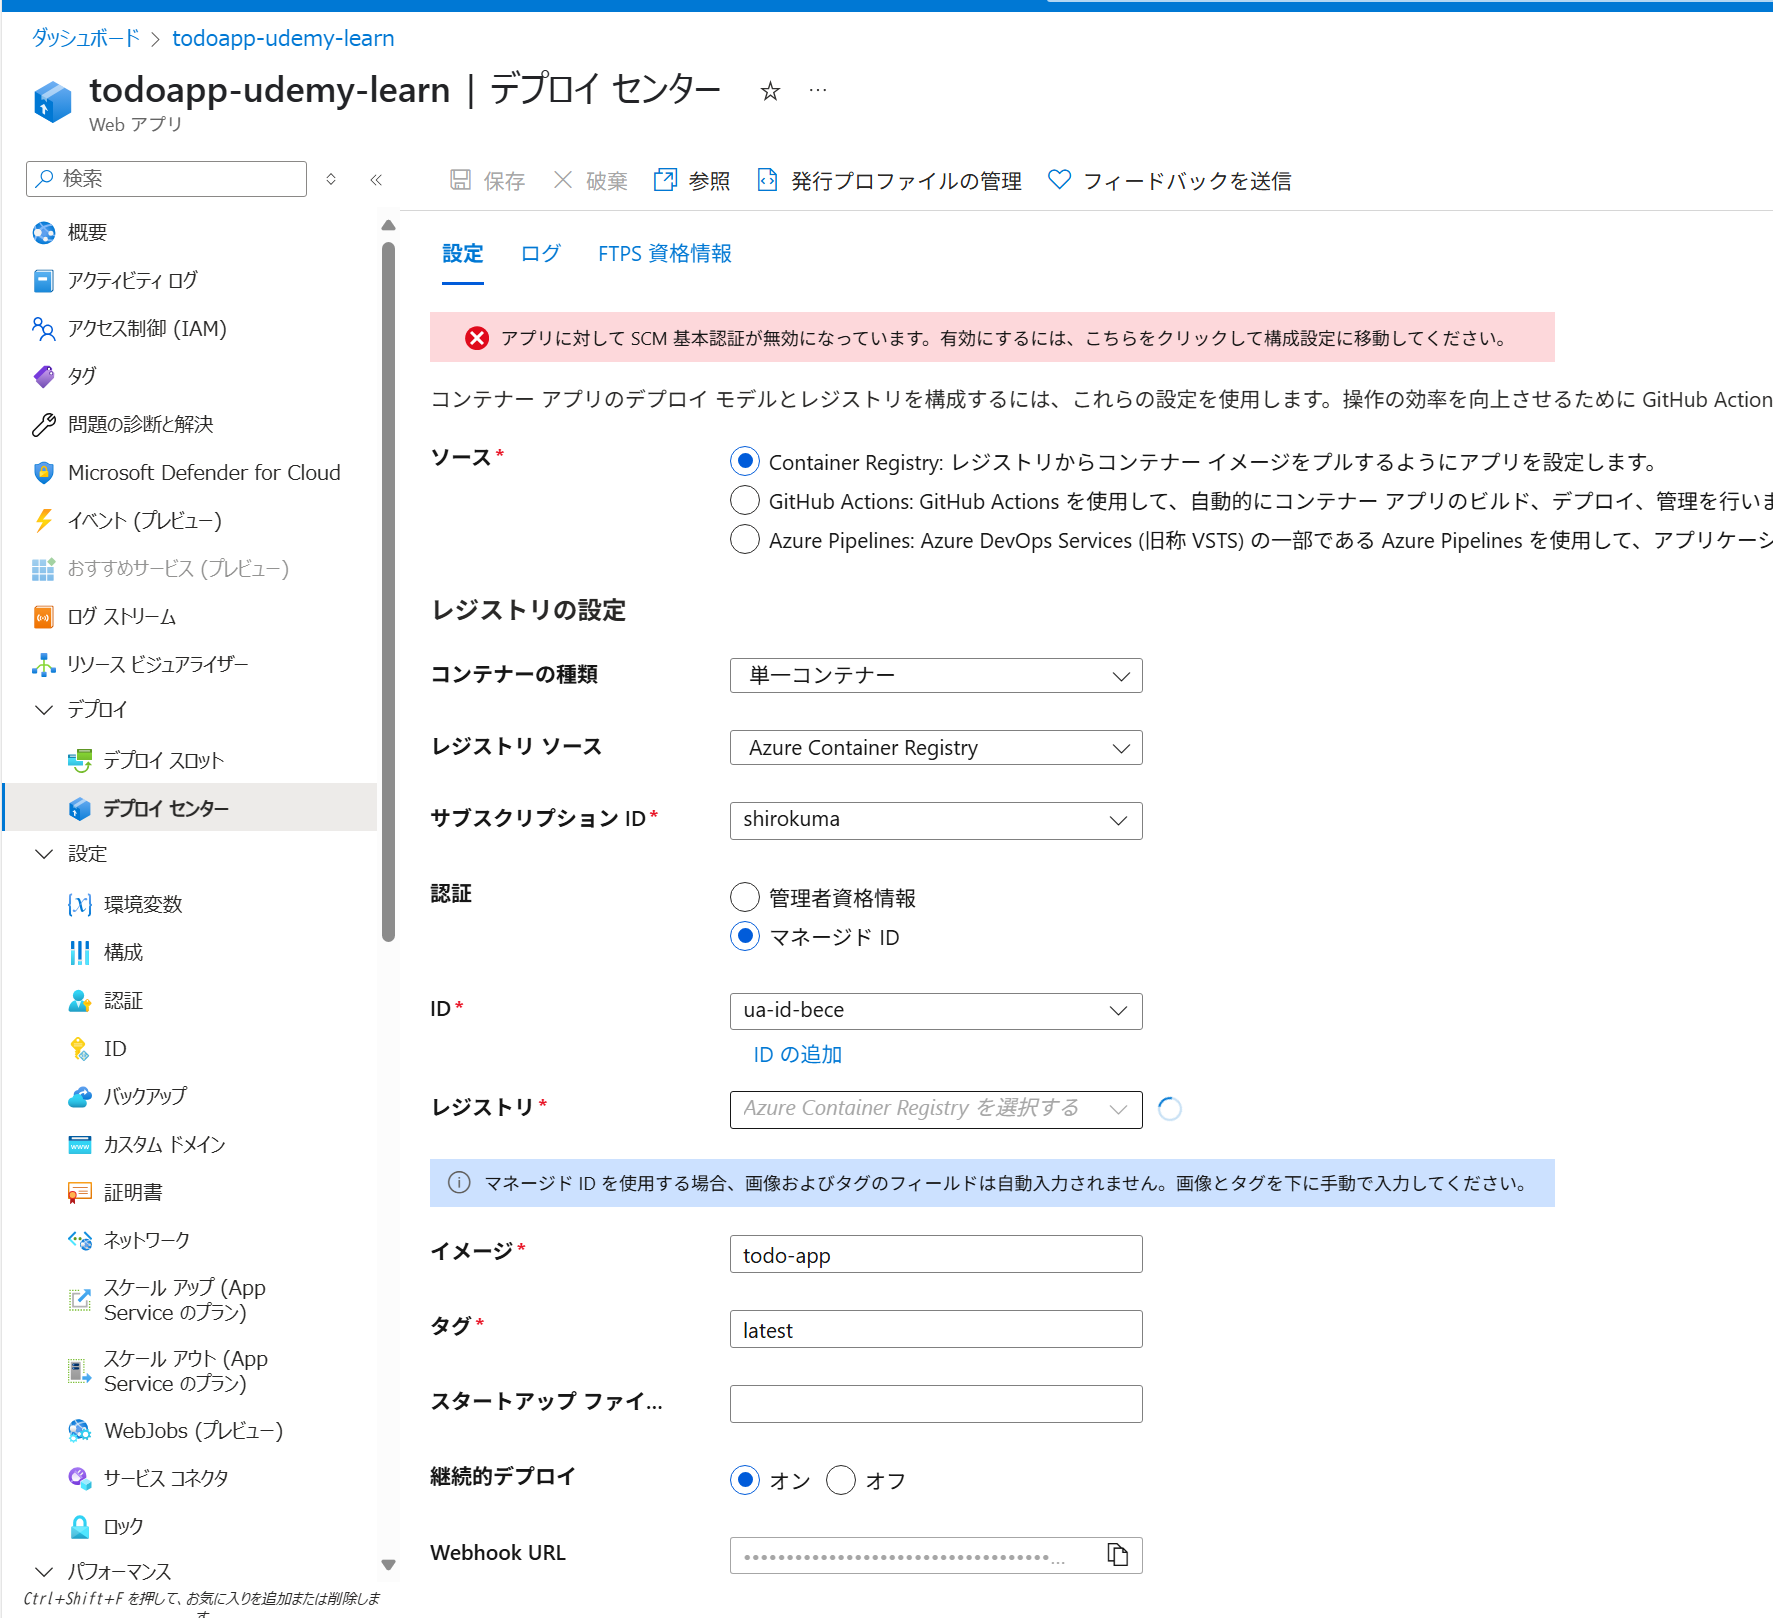 ダッシュボード > todoapp-udemy-learn
todoapp-udemy-learn | デプロイ センター ☆ …
Web アプリ
検索
保存 破棄 参照 発行プロファイルの管理 フィードバックを送信
概要
アクティビティ ログ
アクセス制御 (IAM)
タグ
問題の診断と解決
Microsoft Defender for Cloud
イベント (プレビュー)
おすすめサービス (プレビュー)
ログ ストリーム
リソース ビジュアライザー
デプロイ
デプロイ スロット
デプロイ センター
設定
環境変数
構成
認証
ID
バックアップ
カスタム ドメイン
証明書
ネットワーク
スケール アップ (App
Service のプラン)
スケール アウト (App
Service のプラン)
WebJobs (プレビュー)
サービス コネクタ
ロック
パフォーマンス
Ctrl+Shift+F を押して、お気に入りを追加または削除しま
す
設定 ログ FTPS 資格情報
アプリに対して SCM 基本認証が無効になっています。有効にするには、こちらをクリックして構成設定に移動してください。
コンテナー アプリのデプロイ モデルとレジストリを構成するには、これらの設定を使用します。操作の効率を向上させるために GitHub Action
ソース*
Container Registry: レジストリからコンテナー イメージをプルするようにアプリを設定します。
GitHub Actions: GitHub Actions を使用して、自動的にコンテナー アプリのビルド、デプロイ、管理を行いま
Azure Pipelines: Azure DevOps Services (旧称 VSTS) の一部である Azure Pipelines を使用して、アプリケーシ
レジストリの設定
コンテナーの種類 単一コンテナー
レジストリ ソース Azure Container Registry
サブスクリプション ID* shirokuma
認証 管理者資格情報
マネージド ID
ID* ua-id-bece
ID の追加
レジストリ* Azure Container Registry を選択する
マネージド ID を使用する場合、画像およびタグのフィールドは自動入力されません。画像とタグを下に手動で入力してください。
イメージ* todo-app
タグ* latest
スタートアップ ファイ...
継続的デプロイ オン オフ
Webhook URL ••••••••••••••••••••••••••••••••••••...